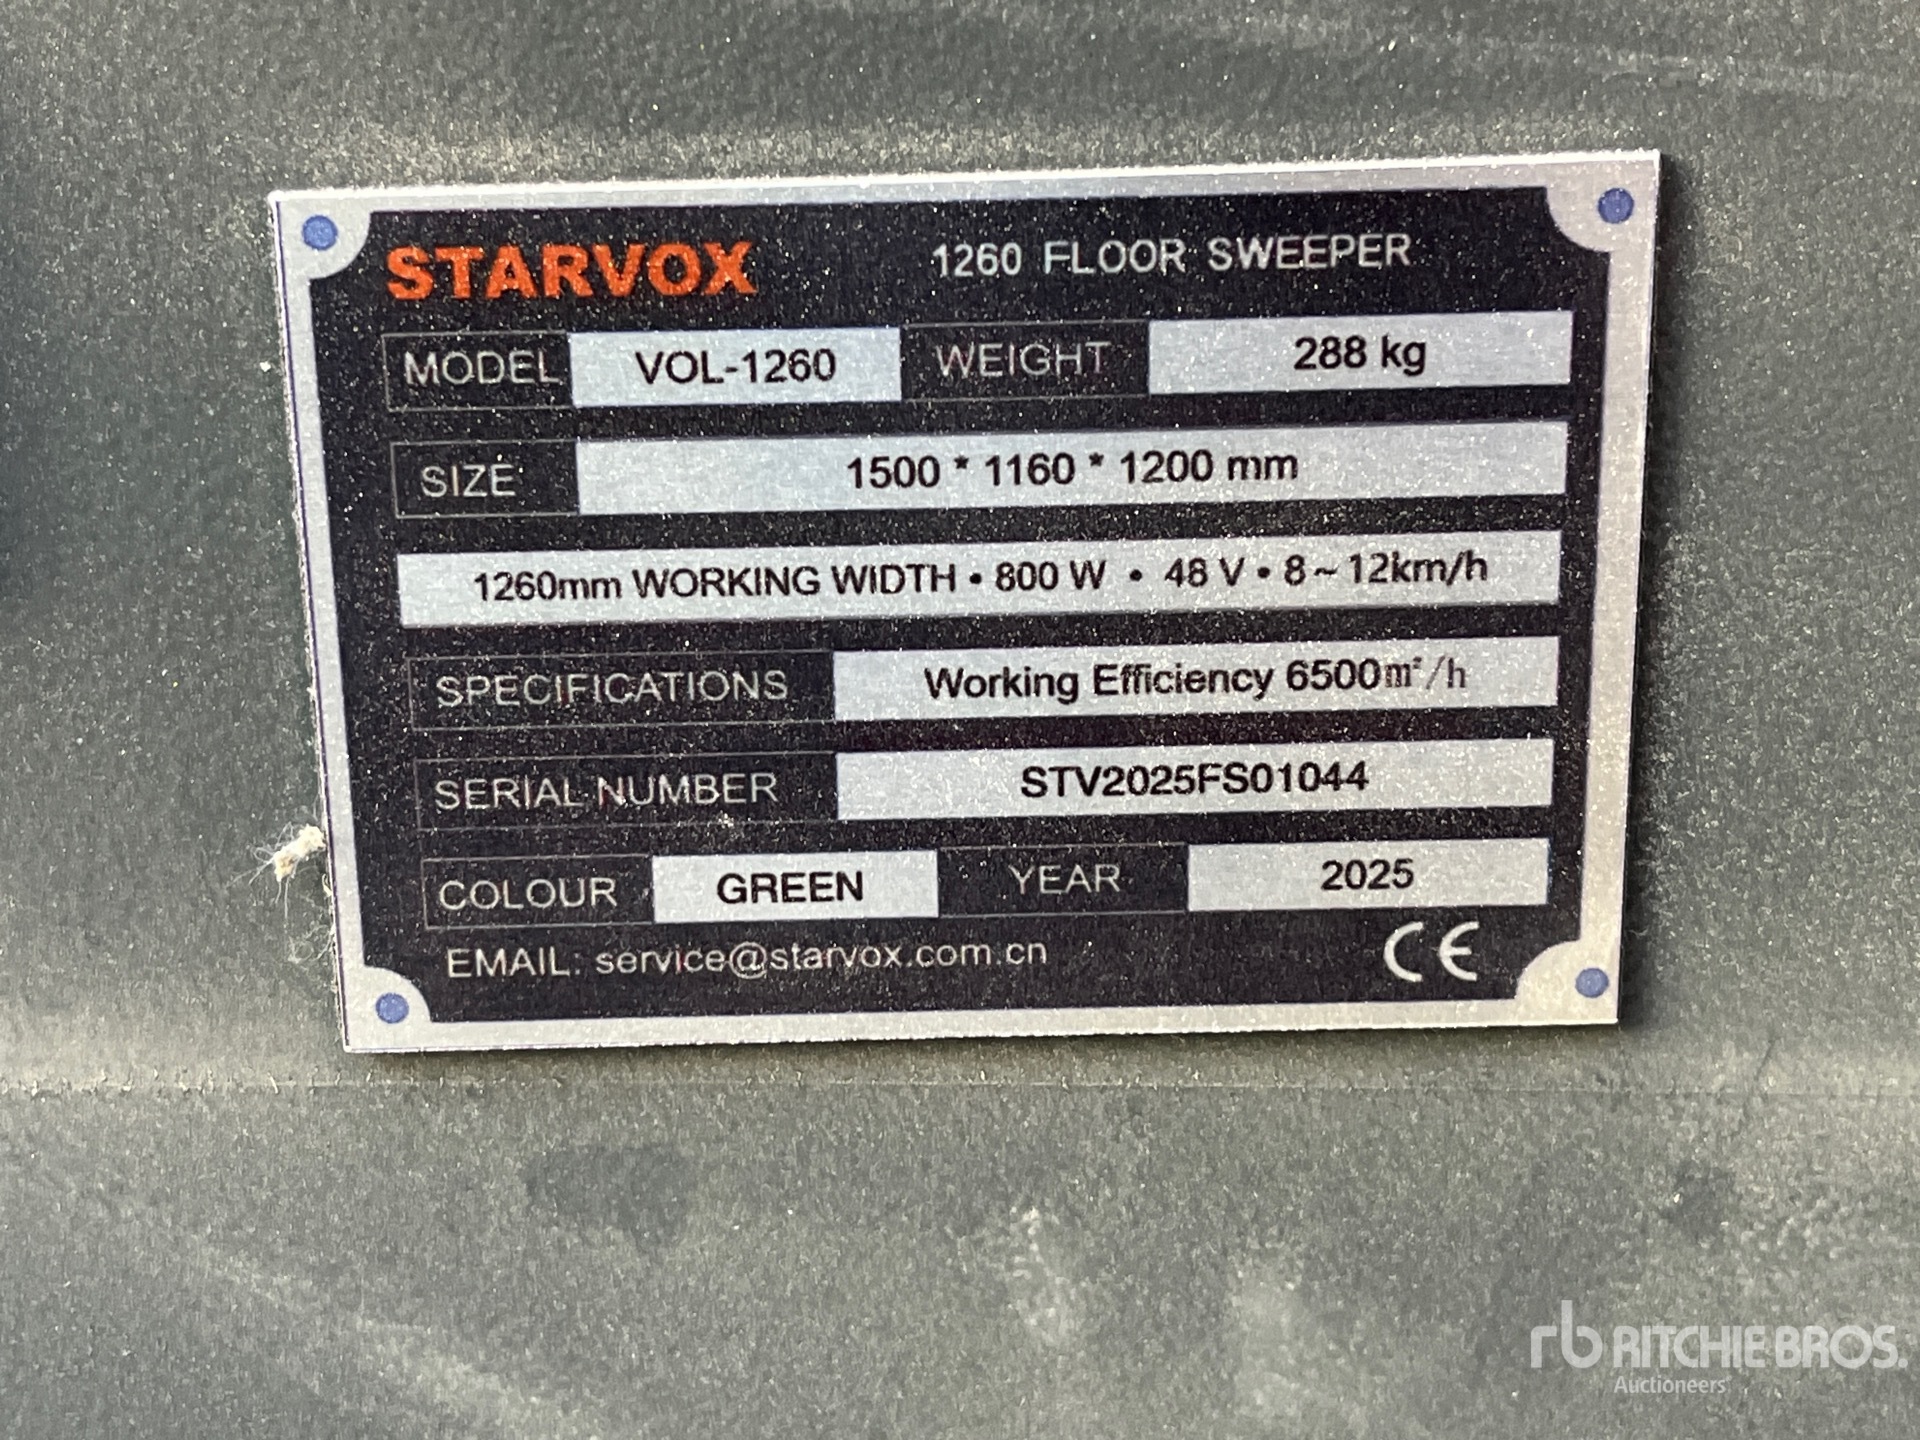 STARVOX 1260 FLOOR SWEEPER
MODEL VOL-1260 WEIGHT 288 kg
SIZE 1500 * 1160 * 1200 mm
1260mm WORKING WIDTH • 800 W • 48 V • 8 ~ 12km/h
SPECIFICATIONS Working Efficiency 6500m²/h
SERIAL NUMBER STV2025FS01044
COLOUR GREEN YEAR 2025
EMAIL: service@starvox.com.cn CE
rb RITCHIE BROS.
Auctioneers